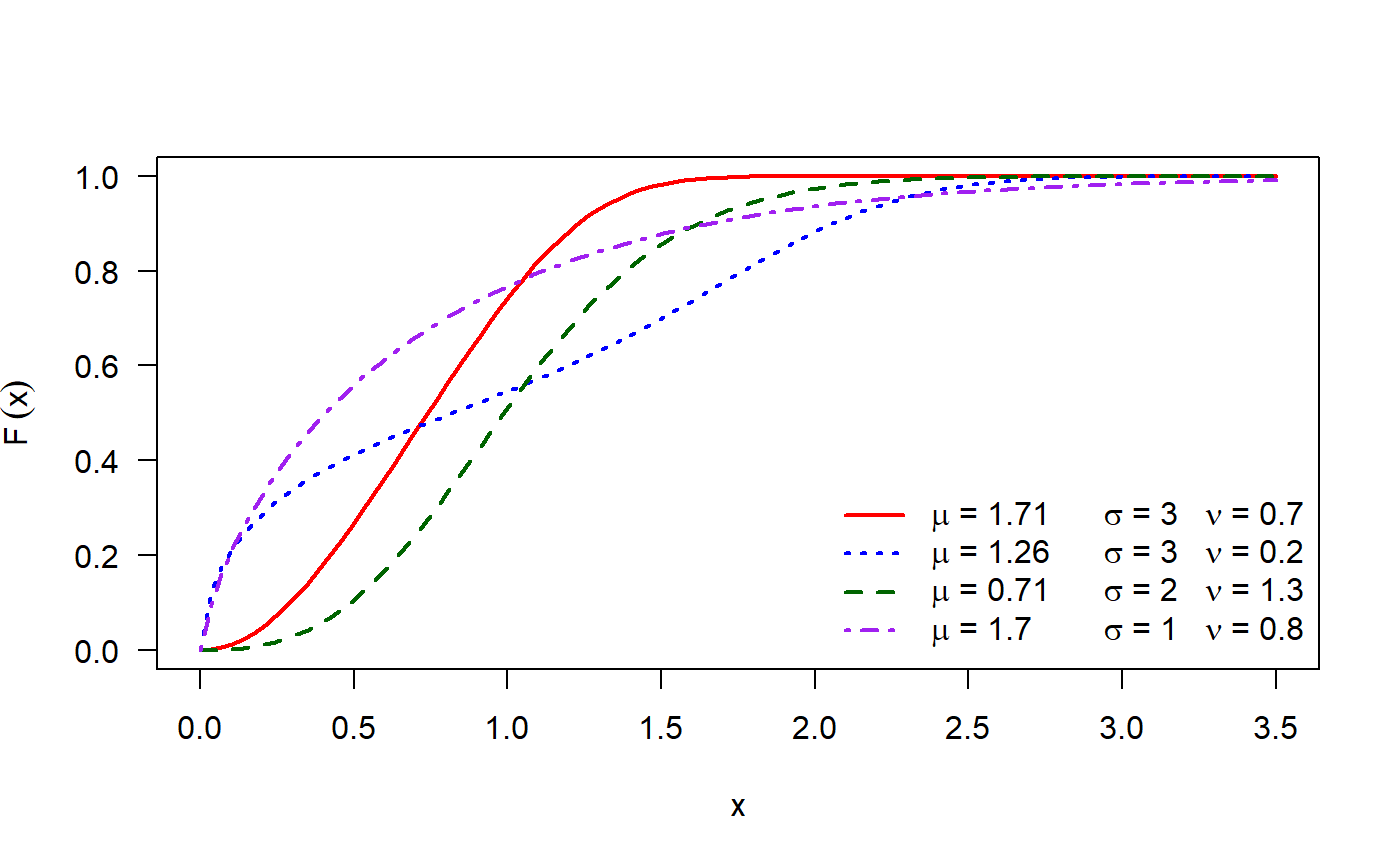 1.0
0.8
0.6
0.4
0.2
0.0
F (x)
μ = 1.71 σ = 3 ν = 0.7
μ = 1.26 σ = 3 ν = 0.2
μ = 0.71 σ = 2 ν = 1.3
μ = 1.7 σ = 1 ν = 0.8
0.0 0.5 1.0 1.5 2.0 2.5 3.0 3.5
x